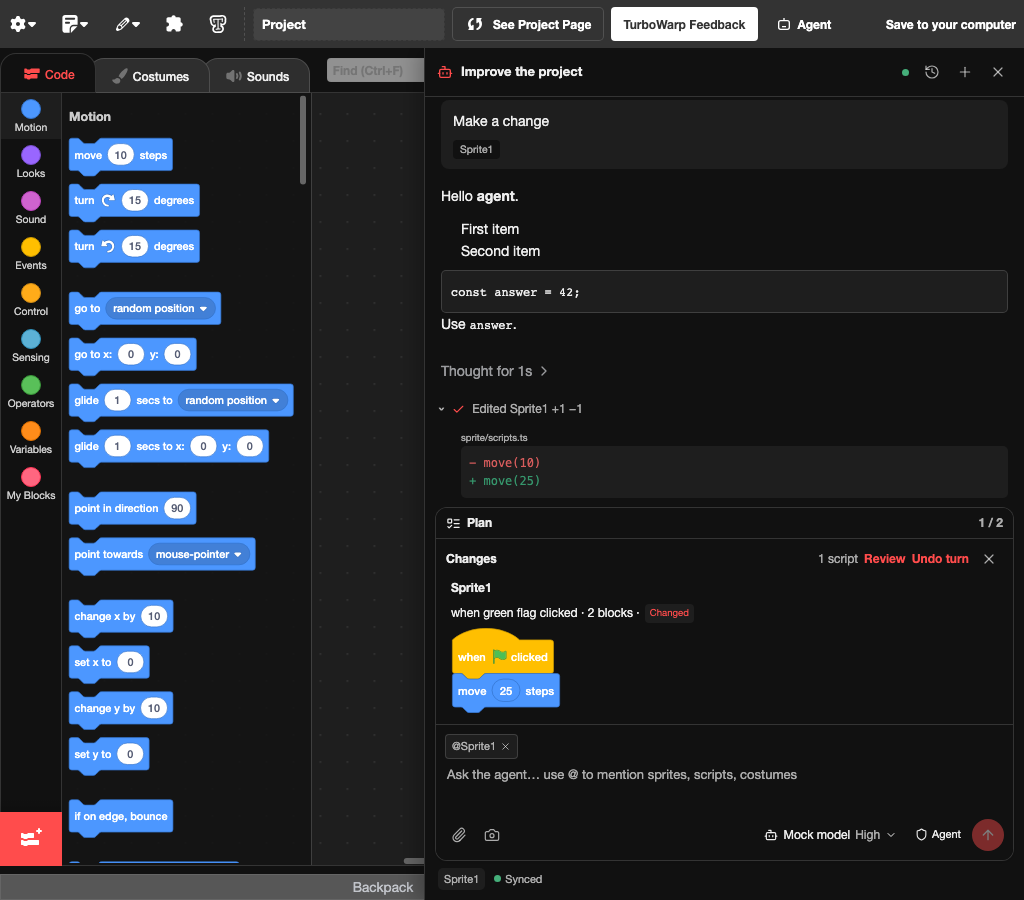 Project
See Project Page
TurboWarp Feedback
Agent
Save to your computer
Code
Costumes
Sounds
Find (Ctrl+F)
Motion
Looks
Sound
Events
Control
Sensing
Operators
Variables
My Blocks
Motion
move 10 steps
turn 15 degrees
turn 15 degrees
go to random position
go to x: 0 y: 0
glide 1 secs to random position
glide 1 secs to x: 0 y: 0
point in direction 90
point towards mouse-pointer
change x by 10
set x to 0
change y by 10
set y to 0
if on edge, bounce
Backpack
Improve the project
Make a change
Sprite1
Hello agent.
First item
Second item
const answer = 42;
Use answer.
Thought for 1s
Edited Sprite1 +1 −1
sprite/scripts.ts
− move(10)
+ move(25)
Plan 1 / 2
Changes 1 script Review Undo turn
Sprite1
when green flag clicked · 2 blocks · Changed
when clicked
move 25 steps
@Sprite1 ×
Ask the agent… use @ to mention sprites, scripts, costumes
Mock model High Agent
Sprite1 Synced